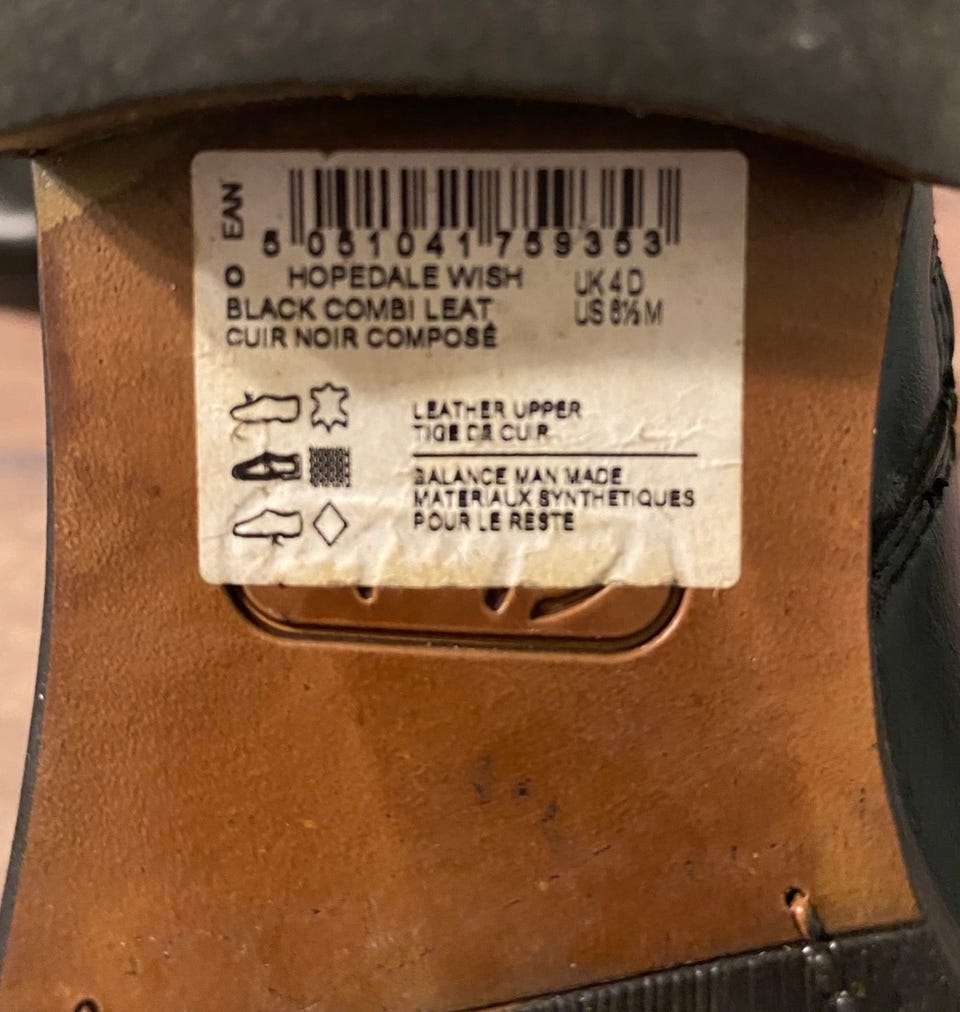 EAN
5 051041 759353
O HOPEDALE WISH UK 4 D
BLACK COMBI LEAT US 6½ M
CUIR NOIR COMPOSÉ
LEATHER UPPER
TIGE DE CUIR
BALANCE MAN MADE
MATERIAUX SYNTHETIQUES
POUR LE RESTE